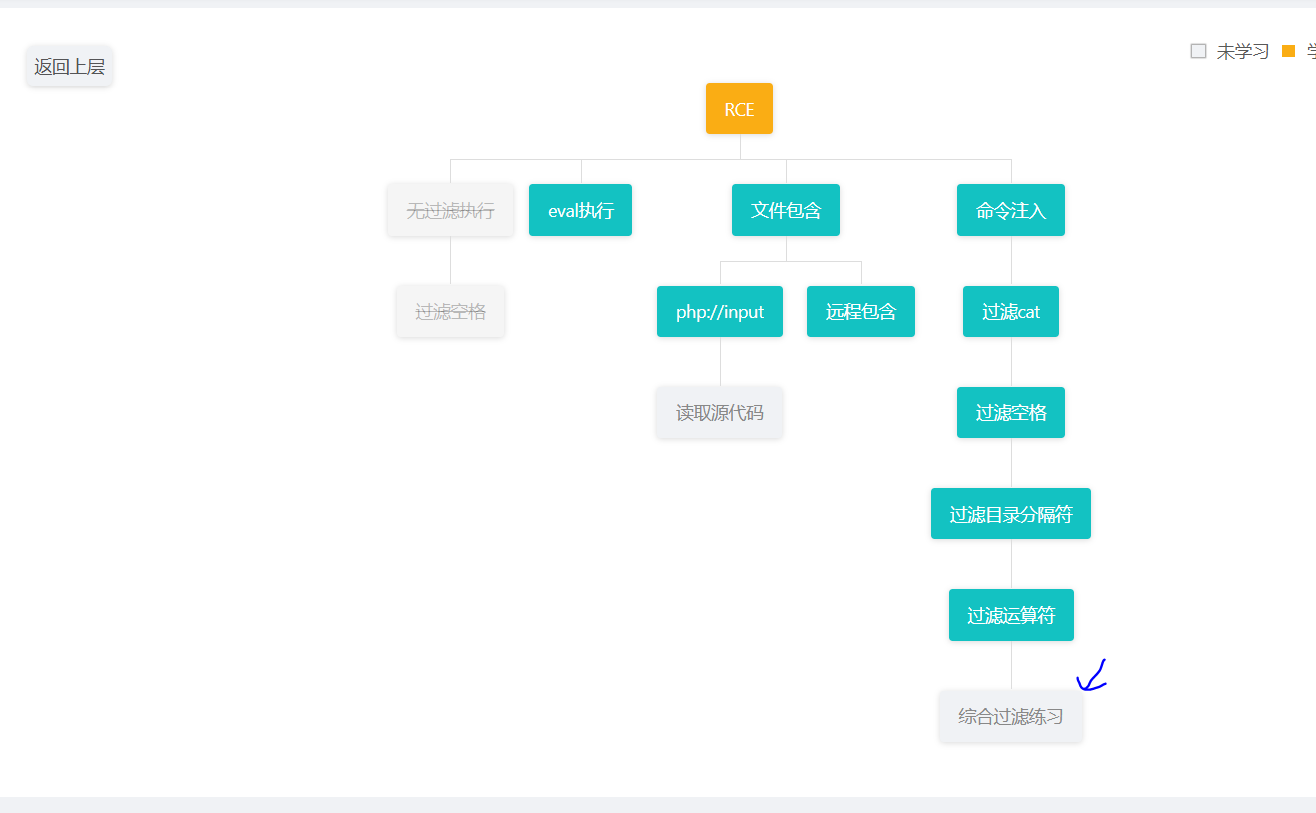 返回上层
未学习
学
RCE
无过滤执行
eval执行
文件包含
命令注入
过滤空格
php://input
远程包含
过滤cat
读取源代码
过滤空格
过滤目录分隔符
过滤运算符
综合过滤练习